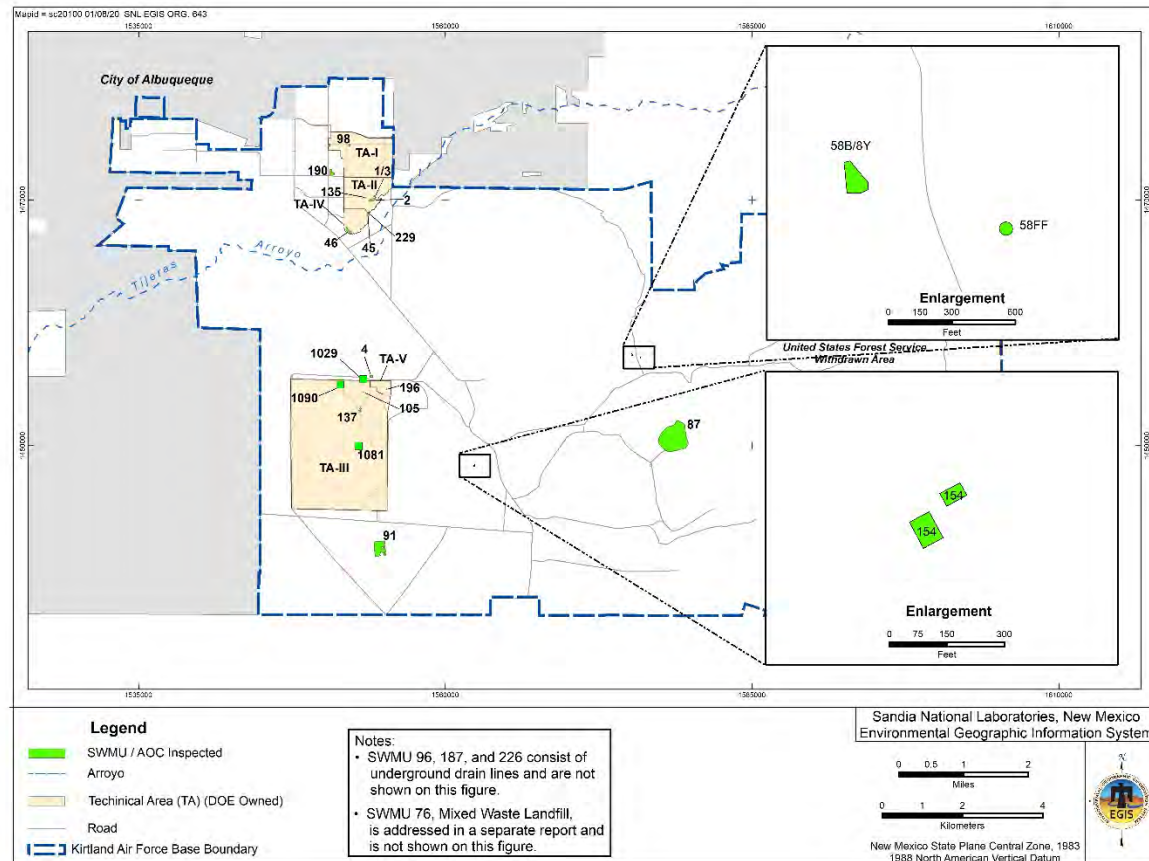 Mapid = sc20100 01/08/20 SNL EGIS ORG. 643
1535000
1560000
1585000
1610000
City of Albuqueque
98
TA-I
190
1/3
TA-II
135
2
TA-IV
46
45
229
Tijeras
Arroyo
1470000
1470000
58B/8Y
58FF
Enlargement
0 150 300 600
Feet
United States Forest Service
Withdrawn Area
1029
4
TA-V
1090
196
105
137
1081
TA-III
87
91
1450000
1450000
154
154
Enlargement
0 75 150 300
Feet
1535000
1560000
1585000
1610000
Legend
SWMU / AOC Inspected
Arroyo
Techinical Area (TA) (DOE Owned)
Road
Kirtland Air Force Base Boundary
Notes:
• SWMU 96, 187, and 226 consist of
underground drain lines and are not
shown on this figure.
• SWMU 76, Mixed Waste Landfill,
is addressed in a separate report and
is not shown on this figure.
Sandia National Laboratories, New Mexico
Environmental Geographic Information System
0 0.5 1 2
Miles
0 1 2 4
Kilometers
New Mexico State Plane Central Zone, 1983
1988 North American Vertical Datum
N
EGIS